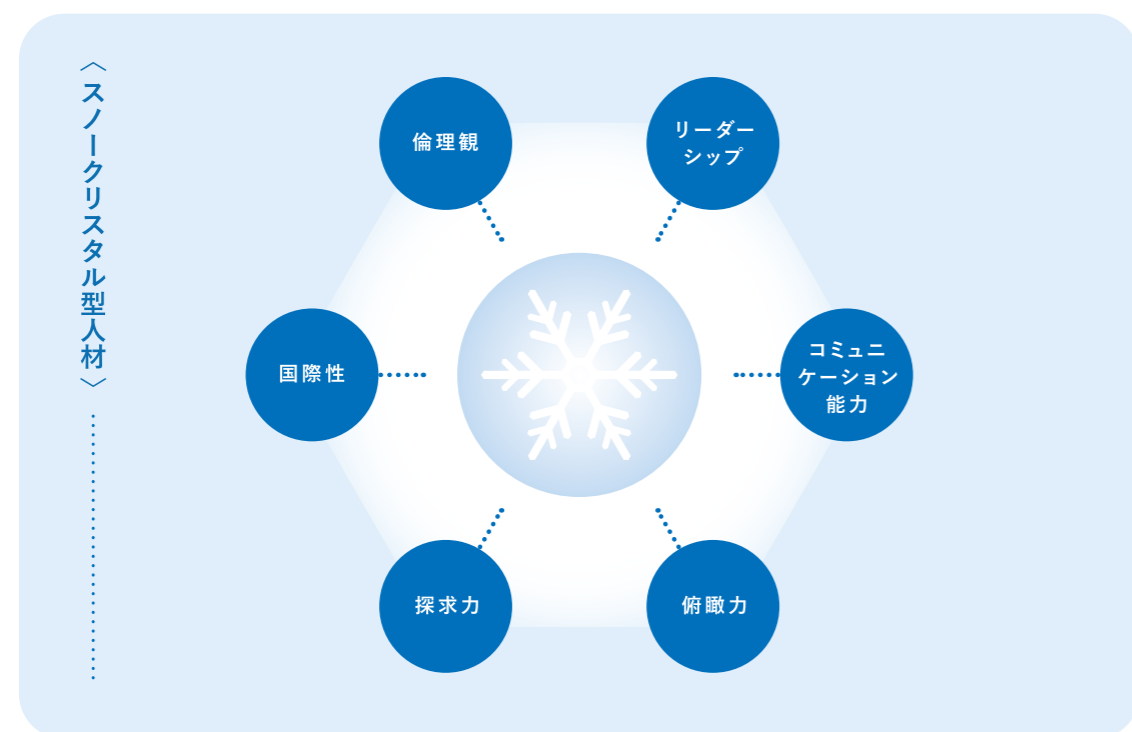 〈スノークリスタル型人材〉
倫理観
リーダー
シップ
国際性
コミュニ
ケーション
能力
探求力
俯瞰力